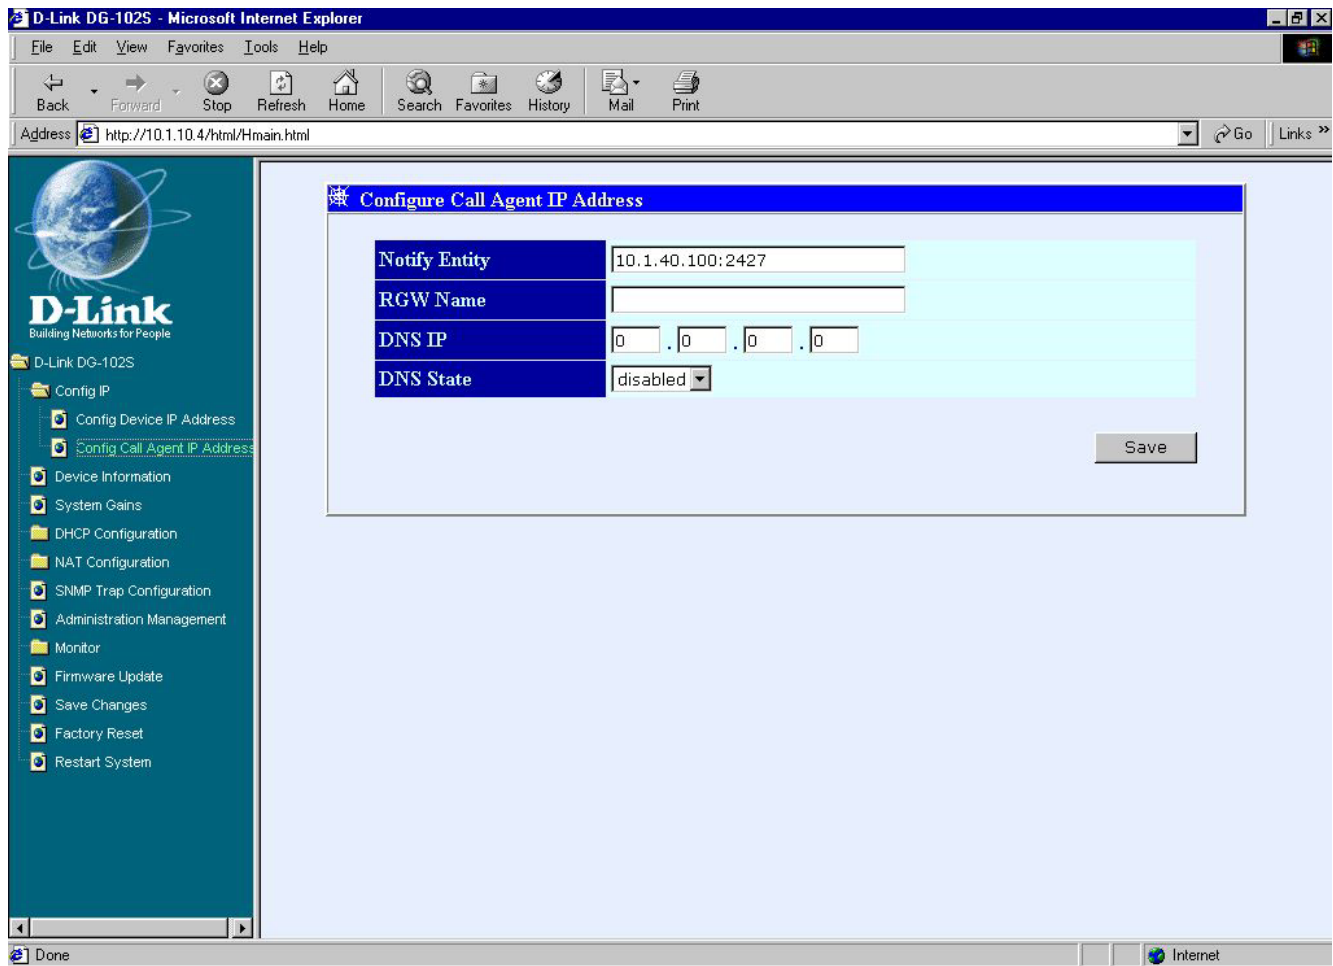 D-Link DG-102S - Microsoft Internet Explorer
File Edit View Favorites Tools Help
Back Forward Stop Refresh Home Search Favorites History Mail Print
Address http://10.1.10.4/html/Hmain.html Go Links »
D-Link
Building Networks for People
D-Link DG-102S
Config IP
Config Device IP Address
Config Call Agent IP Address
Device Information
System Gains
DHCP Configuration
NAT Configuration
SNMP Trap Configuration
Administration Management
Monitor
Firmware Update
Save Changes
Factory Reset
Restart System
Configure Call Agent IP Address
Notify Entity 10.1.40.100:2427
RGW Name
DNS IP 0 . 0 . 0 . 0
DNS State disabled
Save
Done Internet